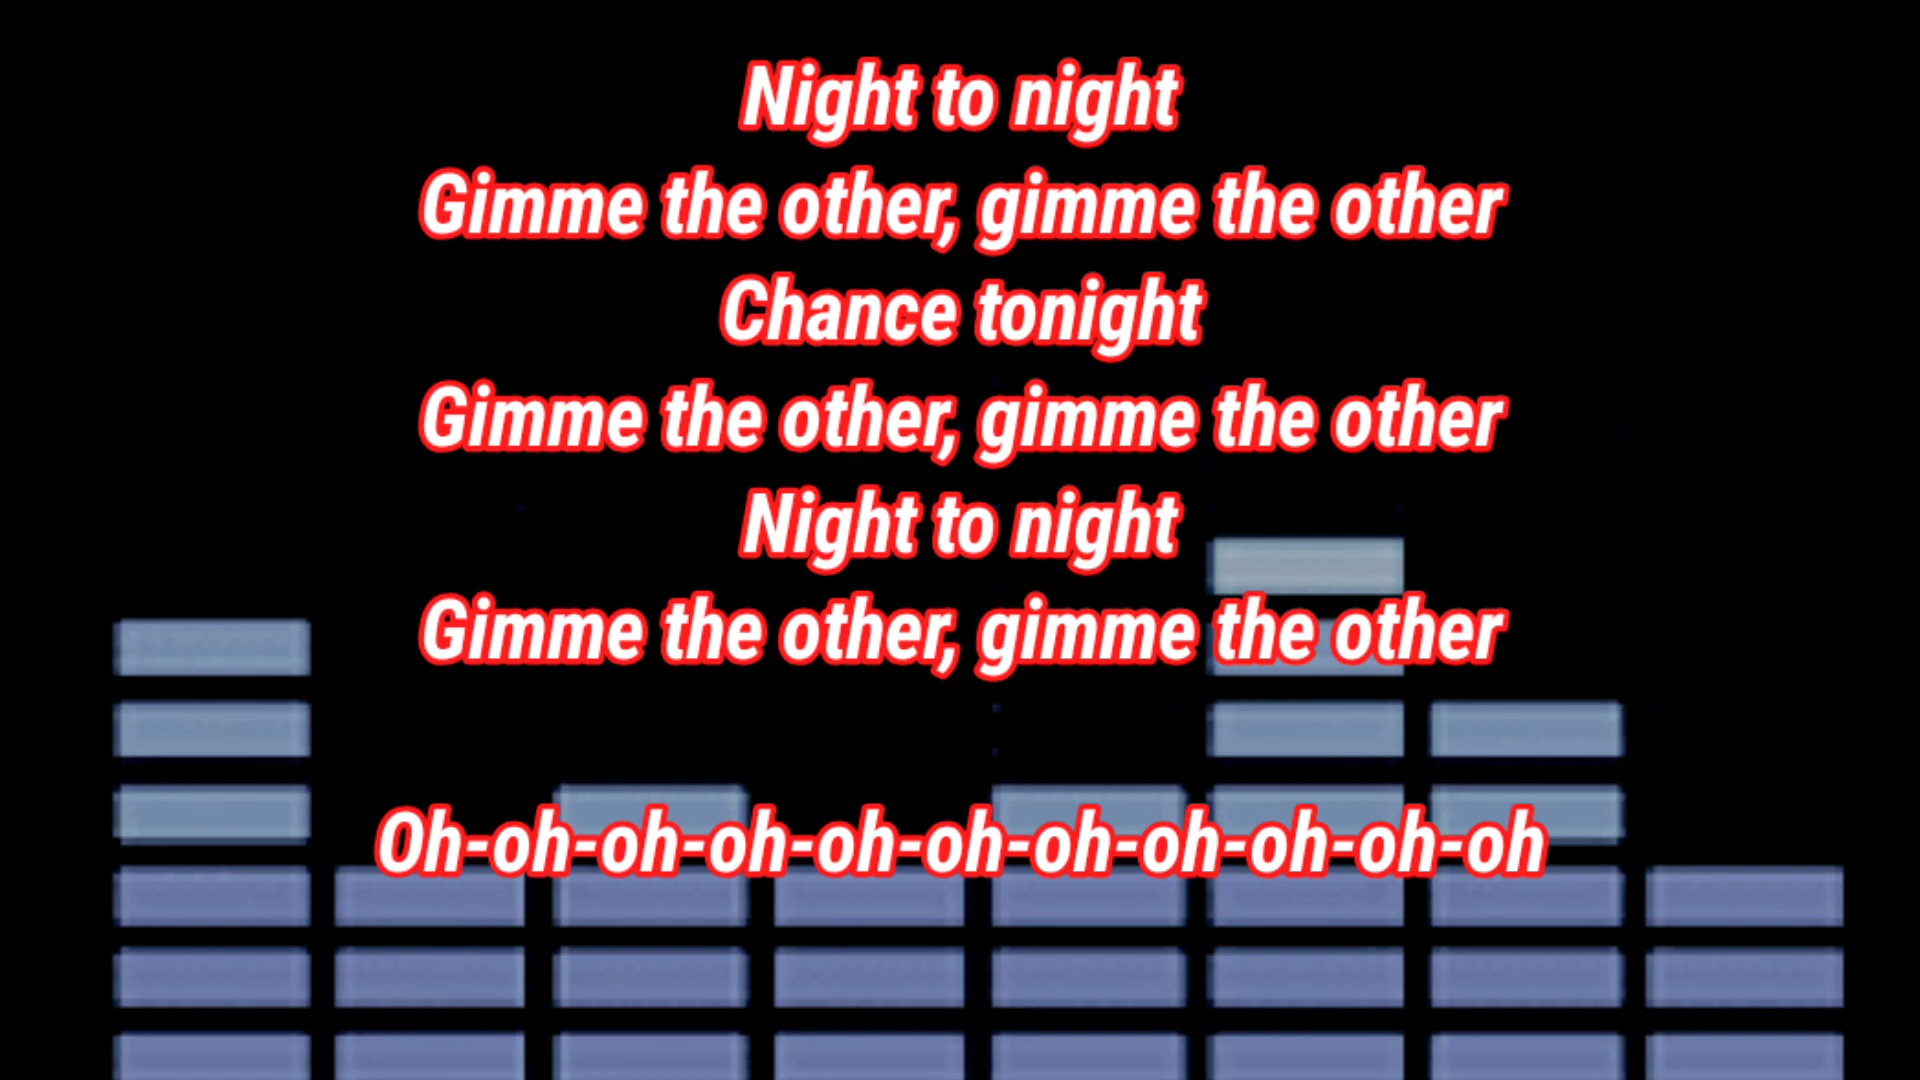 Night to night
Gimme the other, gimme the other
Chance tonight
Gimme the other, gimme the other
Night to night
Gimme the other, gimme the other
Oh-oh-oh-oh-oh-oh-oh-oh-oh-oh-oh